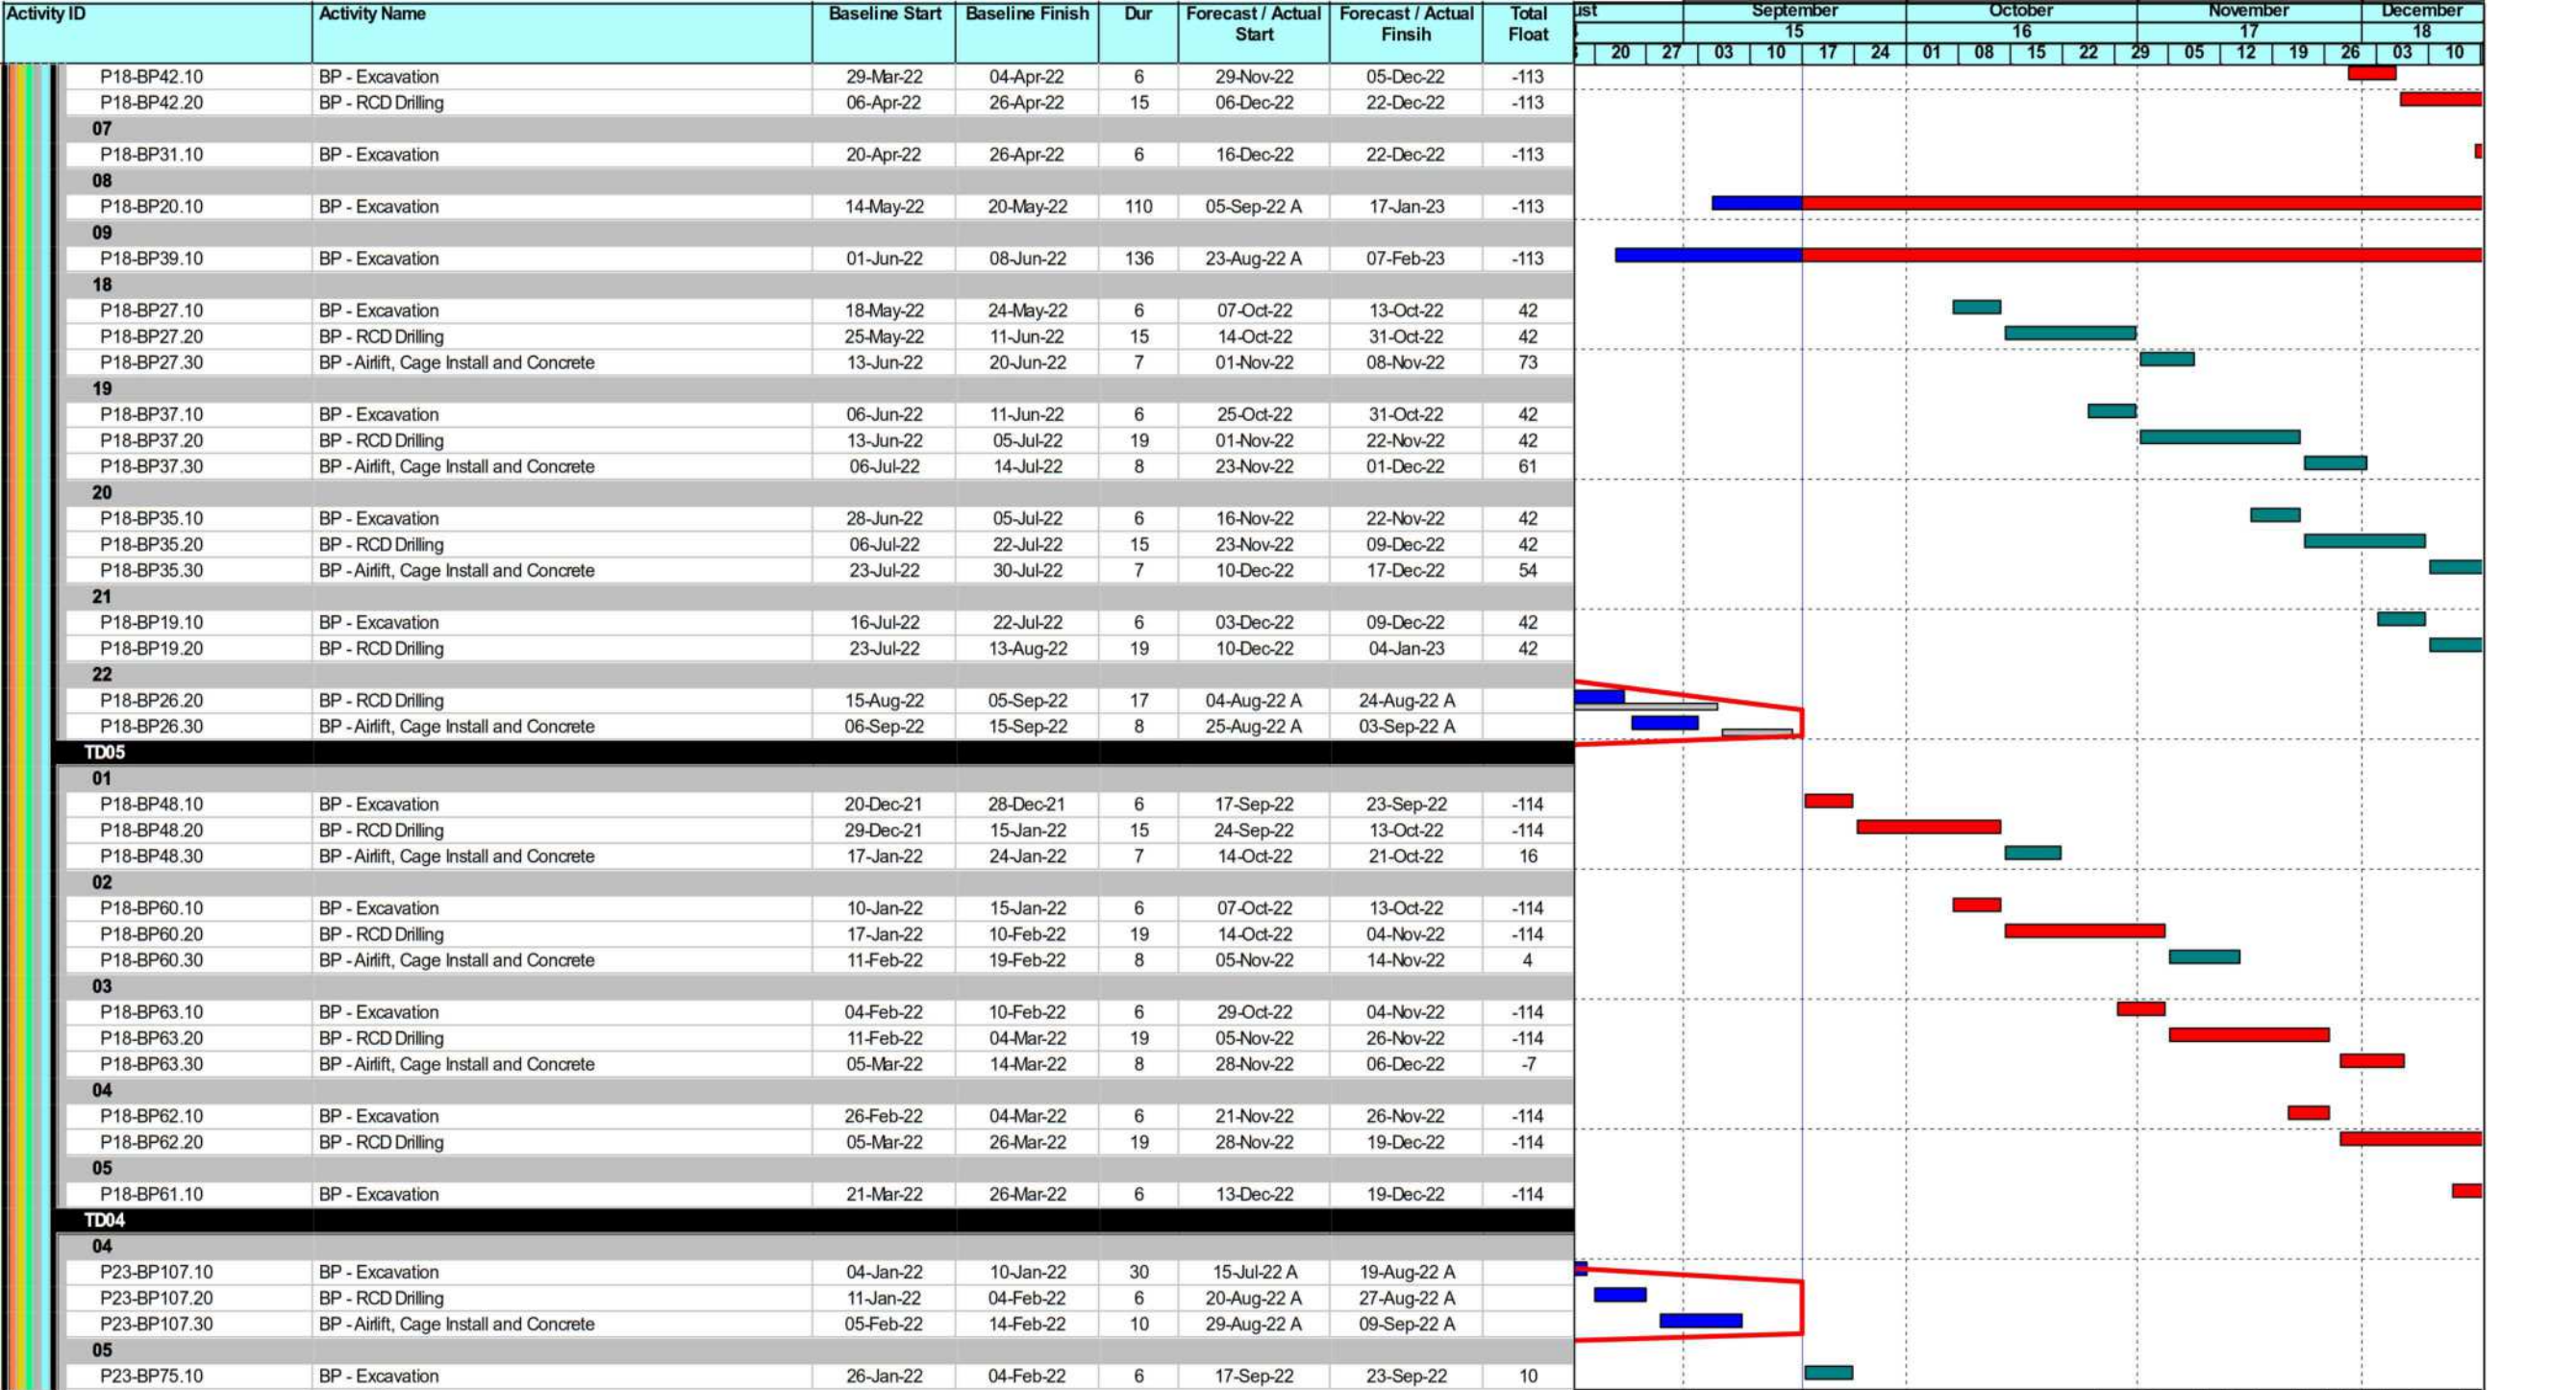 Activity ID Activity Name Baseline Start Baseline Finish Dur Forecast / Actual Start Forecast / Actual Finsih Total Float ust September October November December
15 16 17 18
20 27 03 10 17 24 01 08 15 22 29 05 12 19 26 03 10
P18-BP42.10 BP - Excavation 29-Mar-22 04-Apr-22 6 29-Nov-22 05-Dec-22 -113
P18-BP42.20 BP - RCD Drilling 06-Apr-22 26-Apr-22 15 06-Dec-22 22-Dec-22 -113
07
P18-BP31.10 BP - Excavation 20-Apr-22 26-Apr-22 6 16-Dec-22 22-Dec-22 -113
08
P18-BP20.10 BP - Excavation 14-May-22 20-May-22 110 05-Sep-22 A 17-Jan-23 -113
09
P18-BP39.10 BP - Excavation 01-Jun-22 08-Jun-22 136 23-Aug-22 A 07-Feb-23 -113
18
P18-BP27.10 BP - Excavation 18-May-22 24-May-22 6 07-Oct-22 13-Oct-22 42
P18-BP27.20 BP - RCD Drilling 25-May-22 11-Jun-22 15 14-Oct-22 31-Oct-22 42
P18-BP27.30 BP - Airlift, Cage Install and Concrete 13-Jun-22 20-Jun-22 7 01-Nov-22 08-Nov-22 73
19
P18-BP37.10 BP - Excavation 06-Jun-22 11-Jun-22 6 25-Oct-22 31-Oct-22 42
P18-BP37.20 BP - RCD Drilling 13-Jun-22 05-Jul-22 19 01-Nov-22 22-Nov-22 42
P18-BP37.30 BP - Airlift, Cage Install and Concrete 06-Jul-22 14-Jul-22 8 23-Nov-22 01-Dec-22 61
20
P18-BP35.10 BP - Excavation 28-Jun-22 05-Jul-22 6 16-Nov-22 22-Nov-22 42
P18-BP35.20 BP - RCD Drilling 06-Jul-22 22-Jul-22 15 23-Nov-22 09-Dec-22 42
P18-BP35.30 BP - Airlift, Cage Install and Concrete 23-Jul-22 30-Jul-22 7 10-Dec-22 17-Dec-22 54
21
P18-BP19.10 BP - Excavation 16-Jul-22 22-Jul-22 6 03-Dec-22 09-Dec-22 42
P18-BP19.20 BP - RCD Drilling 23-Jul-22 13-Aug-22 19 10-Dec-22 04-Jan-23 42
22
P18-BP26.20 BP - RCD Drilling 15-Aug-22 05-Sep-22 17 04-Aug-22 A 24-Aug-22 A
P18-BP26.30 BP - Airlift, Cage Install and Concrete 06-Sep-22 15-Sep-22 8 25-Aug-22 A 03-Sep-22 A
TD05
01
P18-BP48.10 BP - Excavation 20-Dec-21 28-Dec-21 6 17-Sep-22 23-Sep-22 -114
P18-BP48.20 BP - RCD Drilling 29-Dec-21 15-Jan-22 15 24-Sep-22 13-Oct-22 -114
P18-BP48.30 BP - Airlift, Cage Install and Concrete 17-Jan-22 24-Jan-22 7 14-Oct-22 21-Oct-22 16
02
P18-BP60.10 BP - Excavation 10-Jan-22 15-Jan-22 6 07-Oct-22 13-Oct-22 -114
P18-BP60.20 BP - RCD Drilling 17-Jan-22 10-Feb-22 19 14-Oct-22 04-Nov-22 -114
P18-BP60.30 BP - Airlift, Cage Install and Concrete 11-Feb-22 19-Feb-22 8 05-Nov-22 14-Nov-22 4
03
P18-BP63.10 BP - Excavation 04-Feb-22 10-Feb-22 6 29-Oct-22 04-Nov-22 -114
P18-BP63.20 BP - RCD Drilling 11-Feb-22 04-Mar-22 19 05-Nov-22 26-Nov-22 -114
P18-BP63.30 BP - Airlift, Cage Install and Concrete 05-Mar-22 14-Mar-22 8 28-Nov-22 06-Dec-22 -7
04
P18-BP62.10 BP - Excavation 26-Feb-22 04-Mar-22 6 21-Nov-22 26-Nov-22 -114
P18-BP62.20 BP - RCD Drilling 05-Mar-22 26-Mar-22 19 28-Nov-22 19-Dec-22 -114
05
P18-BP61.10 BP - Excavation 21-Mar-22 26-Mar-22 6 13-Dec-22 19-Dec-22 -114
TD04
04
P23-BP107.10 BP - Excavation 04-Jan-22 10-Jan-22 30 15-Jul-22 A 19-Aug-22 A
P23-BP107.20 BP - RCD Drilling 11-Jan-22 04-Feb-22 6 20-Aug-22 A 27-Aug-22 A
P23-BP107.30 BP - Airlift, Cage Install and Concrete 05-Feb-22 14-Feb-22 10 29-Aug-22 A 09-Sep-22 A
05
P23-BP75.10 BP - Excavation 26-Jan-22 04-Feb-22 6 17-Sep-22 23-Sep-22 10